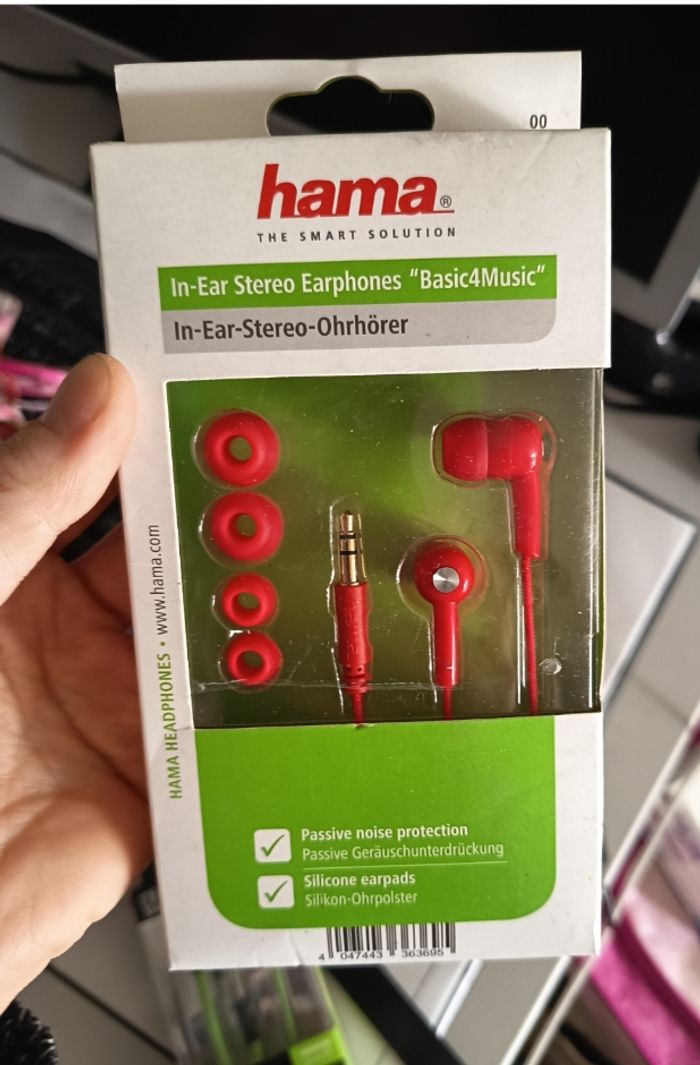 00
hama®
THE SMART SOLUTION
In-Ear Stereo Earphones "Basic4Music"
In-Ear-Stereo-Ohrhörer
HAMA HEADPHONES • www.hama.com
hama
Passive noise protection
Passive Geräuschunterdrückung
Silicone earpads
Silikon-Ohrpolster
4 047443 363695